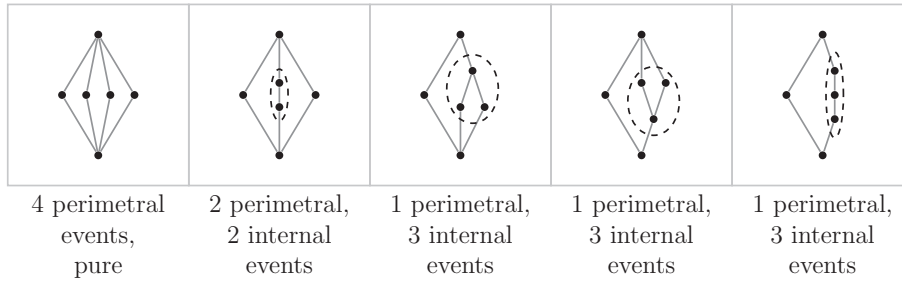 4 perimetral
events,
pure
2 perimetral,
2 internal
events
1 perimetral,
3 internal
events
1 perimetral,
3 internal
events
1 perimetral,
3 internal
events